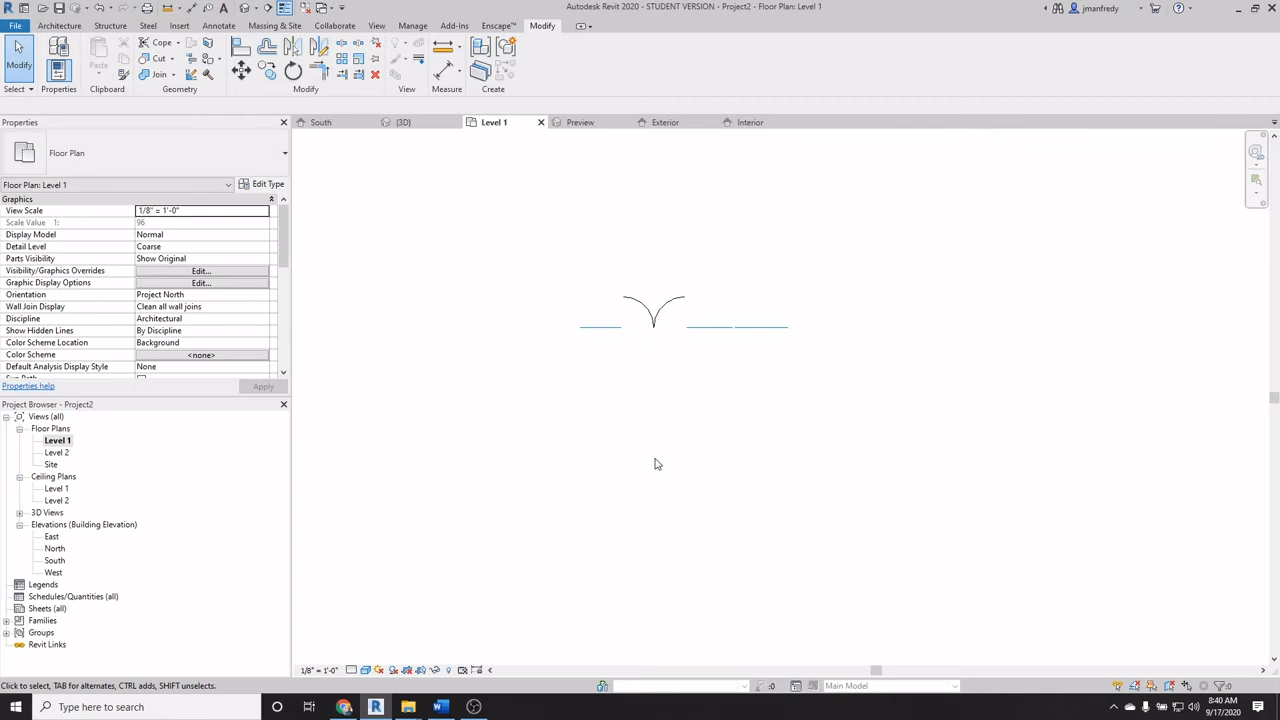 Autodesk Revit 2020 - STUDENT VERSION - Project2 - Floor Plan: Level 1
jmanfredy
File Architecture Structure Steel Insert Annotate Massing & Site Collaborate View Manage Add-Ins Enscape™ Modify
Modify
Paste
Cope
Cut
Join
Select Properties Clipboard Geometry Modify View Measure Create
Properties
South {3D} Level 1 Preview Exterior Interior
Floor Plan
Floor Plan: Level 1 Edit Type
Graphics
View Scale 1/8" = 1'-0"
Scale Value 1: 96
Display Model Normal
Detail Level Coarse
Parts Visibility Show Original
Visibility/Graphics Overrides Edit...
Graphic Display Options Edit...
Orientation Project North
Wall Join Display Clean all wall joins
Discipline Architectural
Show Hidden Lines By Discipline
Color Scheme Location Background
Color Scheme <none>
Default Analysis Display Style None
Properties help Apply
Project Browser - Project2
Views (all)
Floor Plans
Level 1
Level 2
Site
Ceiling Plans
Level 1
Level 2
3D Views
Elevations (Building Elevation)
East
North
South
West
Legends
Schedules/Quantities (all)
Sheets (all)
Families
Groups
Revit Links
1/8" = 1'-0"
Click to select, TAB for alternates, CTRL adds, SHIFT unselects. :0 Main Model :0
Type here to search
8:40 AM
9/17/2020